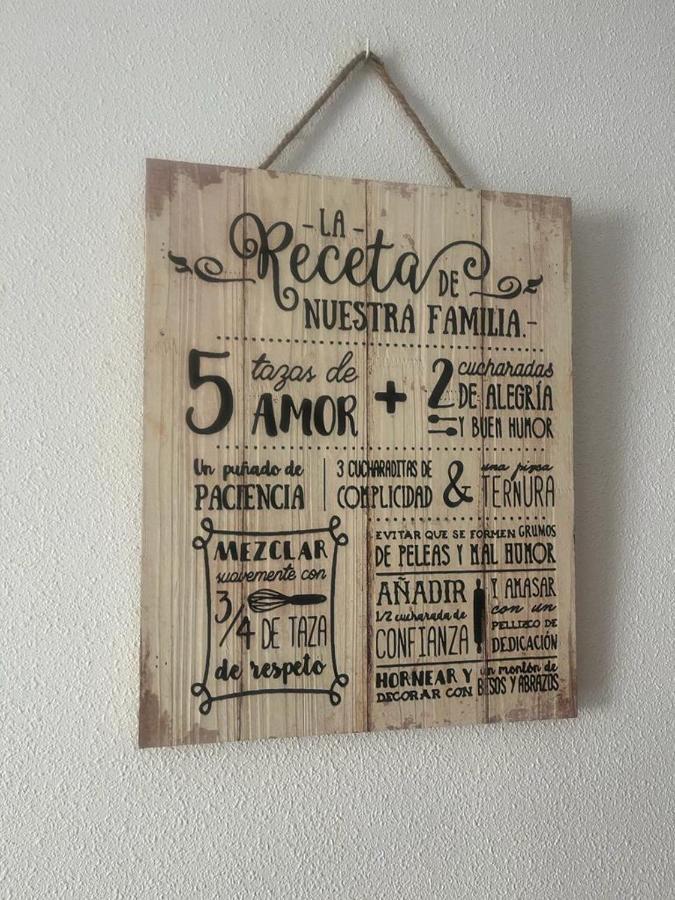 - LA -
Receta DE
NUESTRA FAMILIA.-
5 tazas de
AMOR
+
2 cucharadas
DE ALEGRÍA
Y BUEN HUMOR
Un puñado de
PACIENCIA
3 CUCHARADITAS DE
COMPLICIDAD
&
una pizca
TERNURA
MEZCLAR
suavemente con
3/4 DE TAZA
de respeto
EVITAR QUE SE FORMEN GRUMOS
DE PELEAS Y MAL HUMOR
AÑADIR
1/2 cucharada de
CONFIANZA
Y AMASAR
con un
PELLIZCO DE
DEDICACIÓN
HORNEAR Y
DECORAR CON
un montón de
BESOS Y ABRAZOS